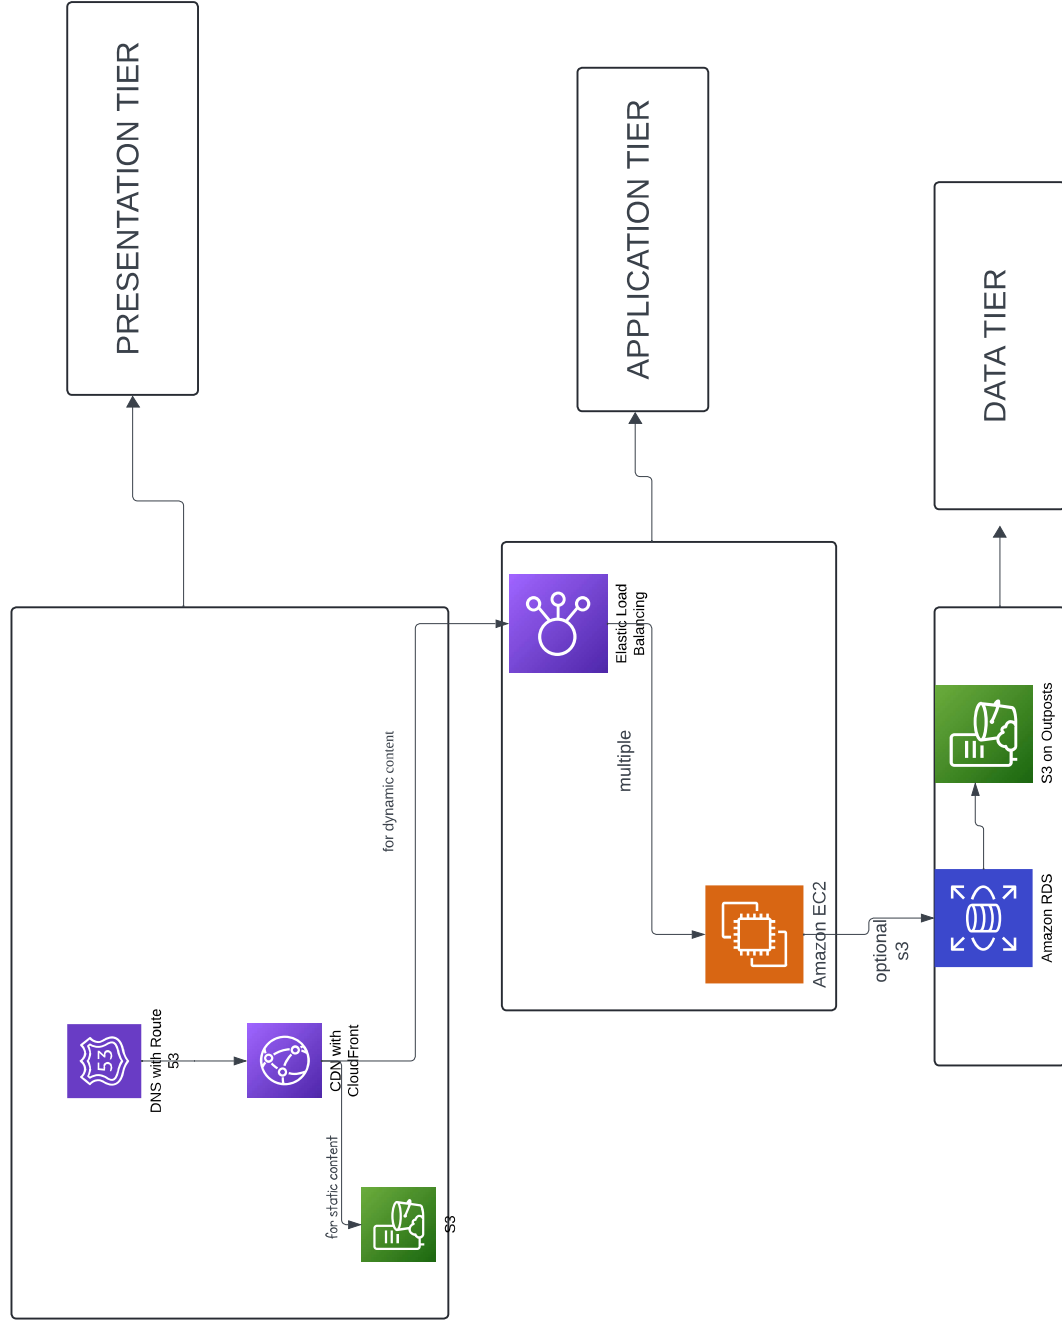 PRESENTATION TIER
DNS with Route
53
CDN with
CloudFront
for static content
S3
for dynamic content
APPLICATION TIER
Elastic Load
Balancing
multiple
Amazon EC2
optional
s3
DATA TIER
S3 on Outposts
Amazon RDS
53